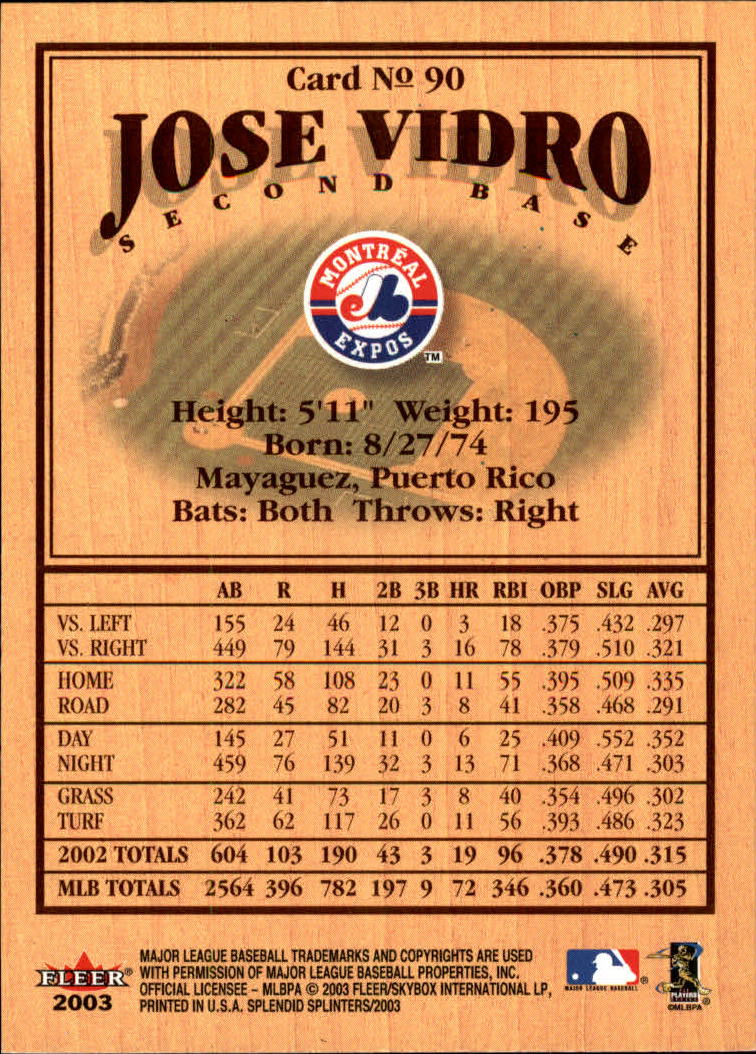 Card No 90
JOSE VIDRO
SECOND BASE
MONTRÉAL
EXPOS
TM
Height: 5'11" Weight: 195
Born: 8/27/74
Mayaguez, Puerto Rico
Bats: Both Throws: Right
AB R H 2B 3B HR RBI OBP SLG AVG
VS. LEFT 155 24 46 12 0 3 18 .375 .432 .297
VS. RIGHT 449 79 144 31 3 16 78 .379 .510 .321
HOME 322 58 108 23 0 11 55 .395 .509 .335
ROAD 282 45 82 20 3 8 41 .358 .468 .291
DAY 145 27 51 11 0 6 25 .409 .552 .352
NIGHT 459 76 139 32 3 13 71 .368 .471 .303
GRASS 242 41 73 17 3 8 40 .354 .496 .302
TURF 362 62 117 26 0 11 56 .393 .486 .323
2002 TOTALS 604 103 190 43 3 19 96 .378 .490 .315
MLB TOTALS 2564 396 782 197 9 72 346 .360 .473 .305
FLEER®
2003
MAJOR LEAGUE BASEBALL TRADEMARKS AND COPYRIGHTS ARE USED
WITH PERMISSION OF MAJOR LEAGUE BASEBALL PROPERTIES, INC.
OFFICIAL LICENSEE – MLBPA © 2003 FLEER/SKYBOX INTERNATIONAL LP,
PRINTED IN U.S.A. SPLENDID SPLINTERS/2003
MAJOR LEAGUE BASEBALL®
PLAYERS
©MLBPA